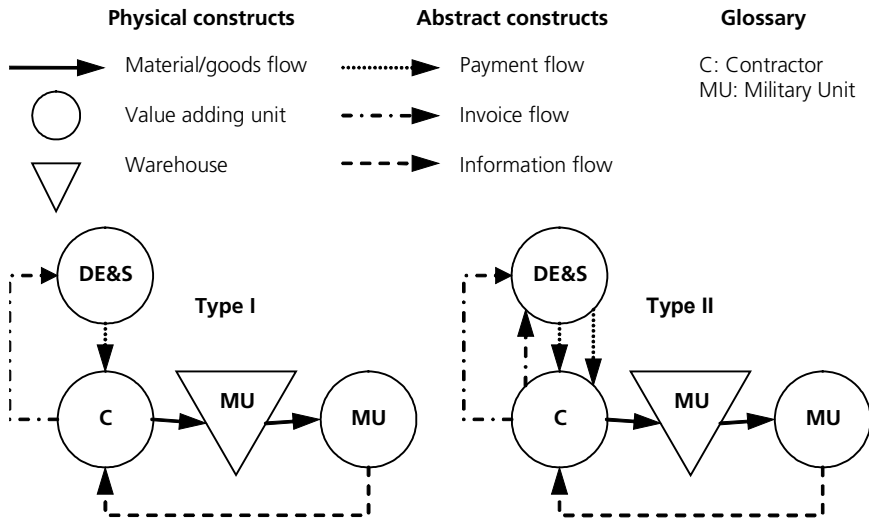 Physical constructs Abstract constructs Glossary
Material/goods flow Payment flow C: Contractor
MU: Military Unit
Value adding unit Invoice flow
Warehouse Information flow
DE&S DE&S
Type I Type II
C MU MU C MU MU